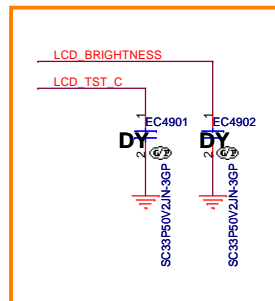 LCD_BRIGHTNESS
LCD_TST_C
1
EC4901
1
EC4902
DY
DY
2
2
SC33P50V2JN-3GP
SC33P50V2JN-3GP